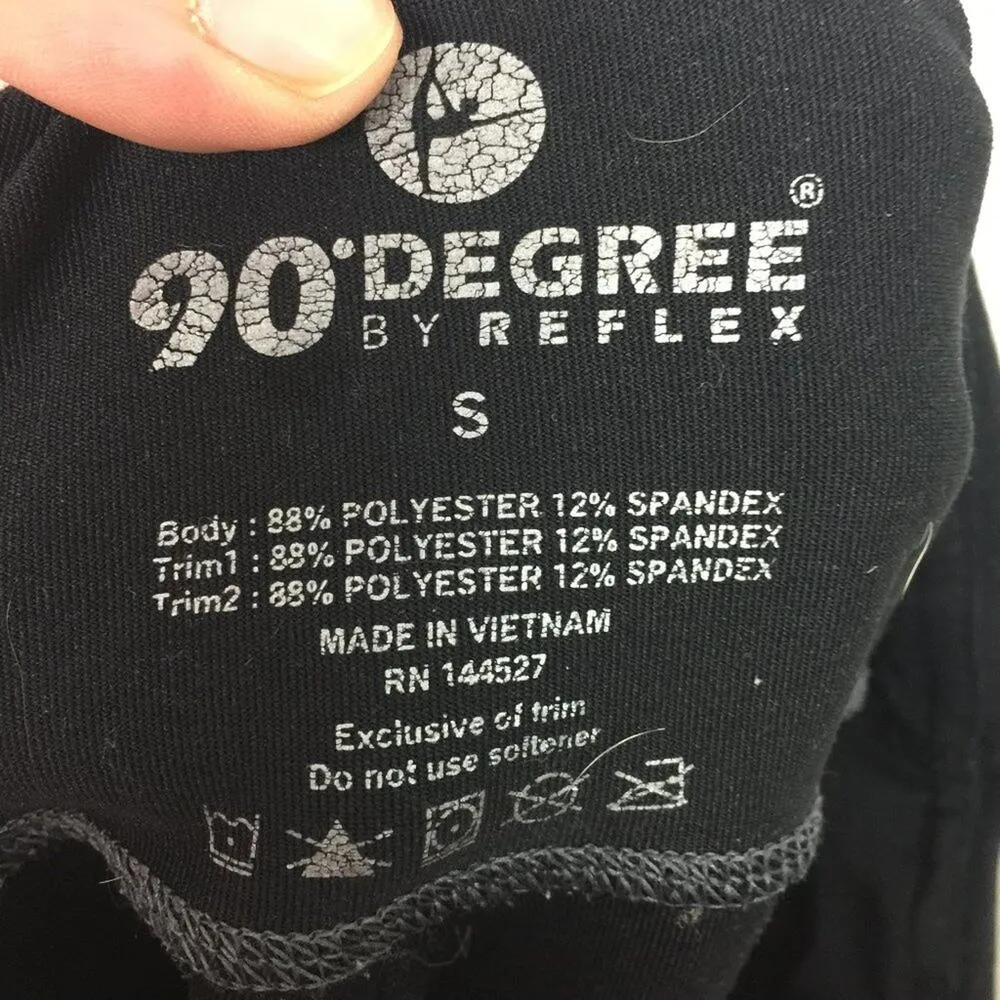 90° DEGREE®
BY REFLEX
S
Body : 88% POLYESTER 12% SPANDEX
Trim1 : 88% POLYESTER 12% SPANDEX
Trim2 : 88% POLYESTER 12% SPANDEX
MADE IN VIETNAM
RN 144527
Exclusive of trim
Do not use softener